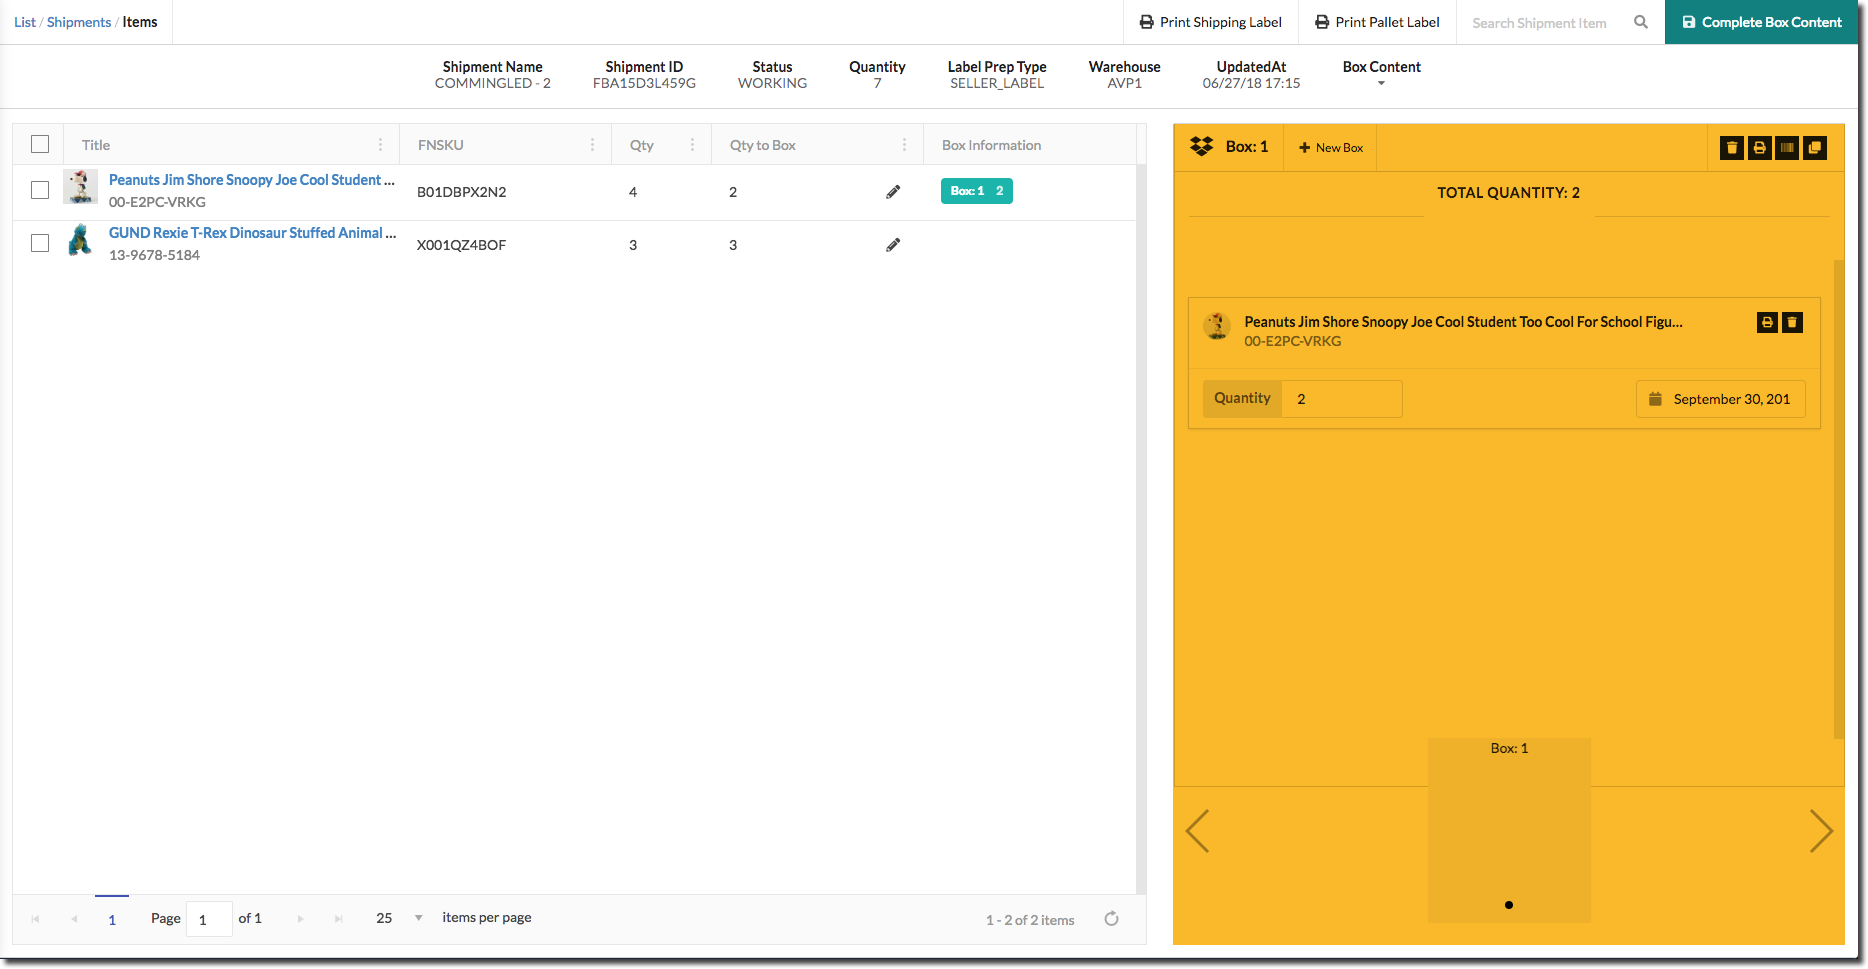 List / Shipments / Items
Print Shipping Label
Print Pallet Label
Search Shipment Item
Complete Box Content
Shipment Name
COMMINGLED - 2
Shipment ID
FBA15D3L459G
Status
WORKING
Quantity
7
Label Prep Type
SELLER_LABEL
Warehouse
AVP1
UpdatedAt
06/27/18 17:15
Box Content
Title
FNSKU
Qty
Qty to Box
Box Information
Peanuts Jim Shore Snoopy Joe Cool Student ...
00-E2PC-VRKG
B01DBPX2N2
4
2
Box: 1 2
GUND Rexie T-Rex Dinosaur Stuffed Animal ...
13-9678-5184
X001QZ4BOF
3
3
1
Page 1 of 1
25 items per page
1 - 2 of 2 items
Box: 1
New Box
TOTAL QUANTITY: 2
Peanuts Jim Shore Snoopy Joe Cool Student Too Cool For School Figu...
00-E2PC-VRKG
Quantity 2
September 30, 201
Box: 1